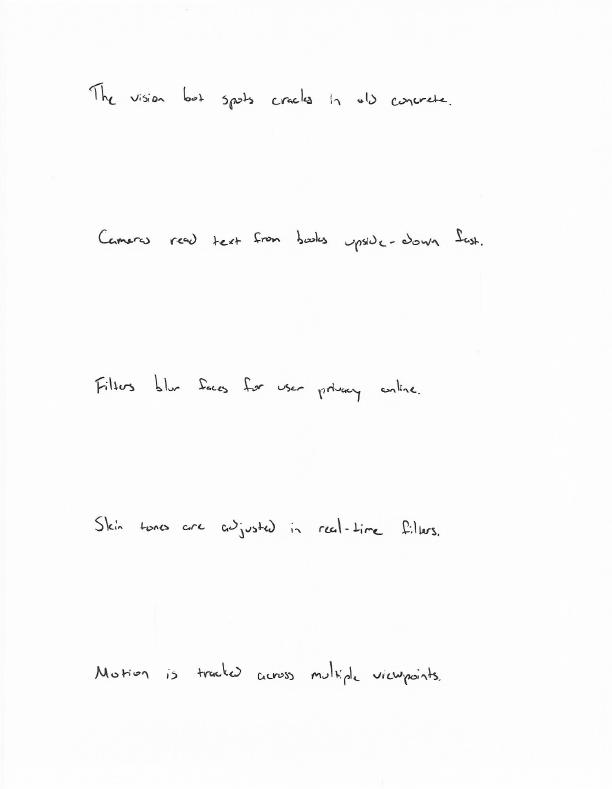 The vision bot spots cracks in old concrete.
Cameras read text from books upside-down fast.
Filters blur faces for user privacy online.
Skin tones are adjusted in real-time filters.
Motion is tracked across multiple viewpoints.